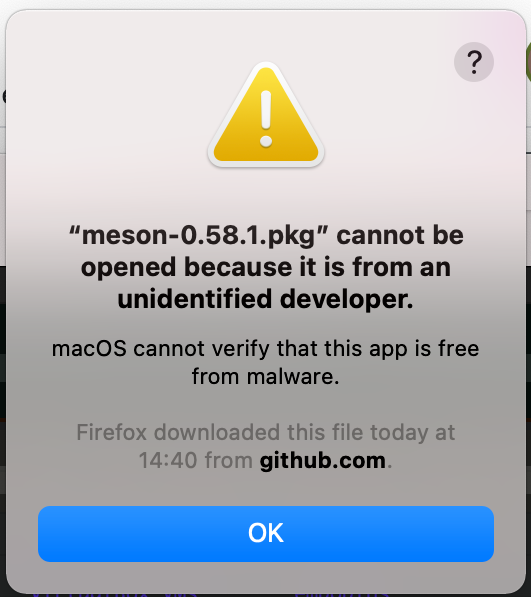 ?
“meson-0.58.1.pkg” cannot be
opened because it is from an
unidentified developer.
macOS cannot verify that this app is free
from malware.
Firefox downloaded this file today at
14:40 from github.com.
OK